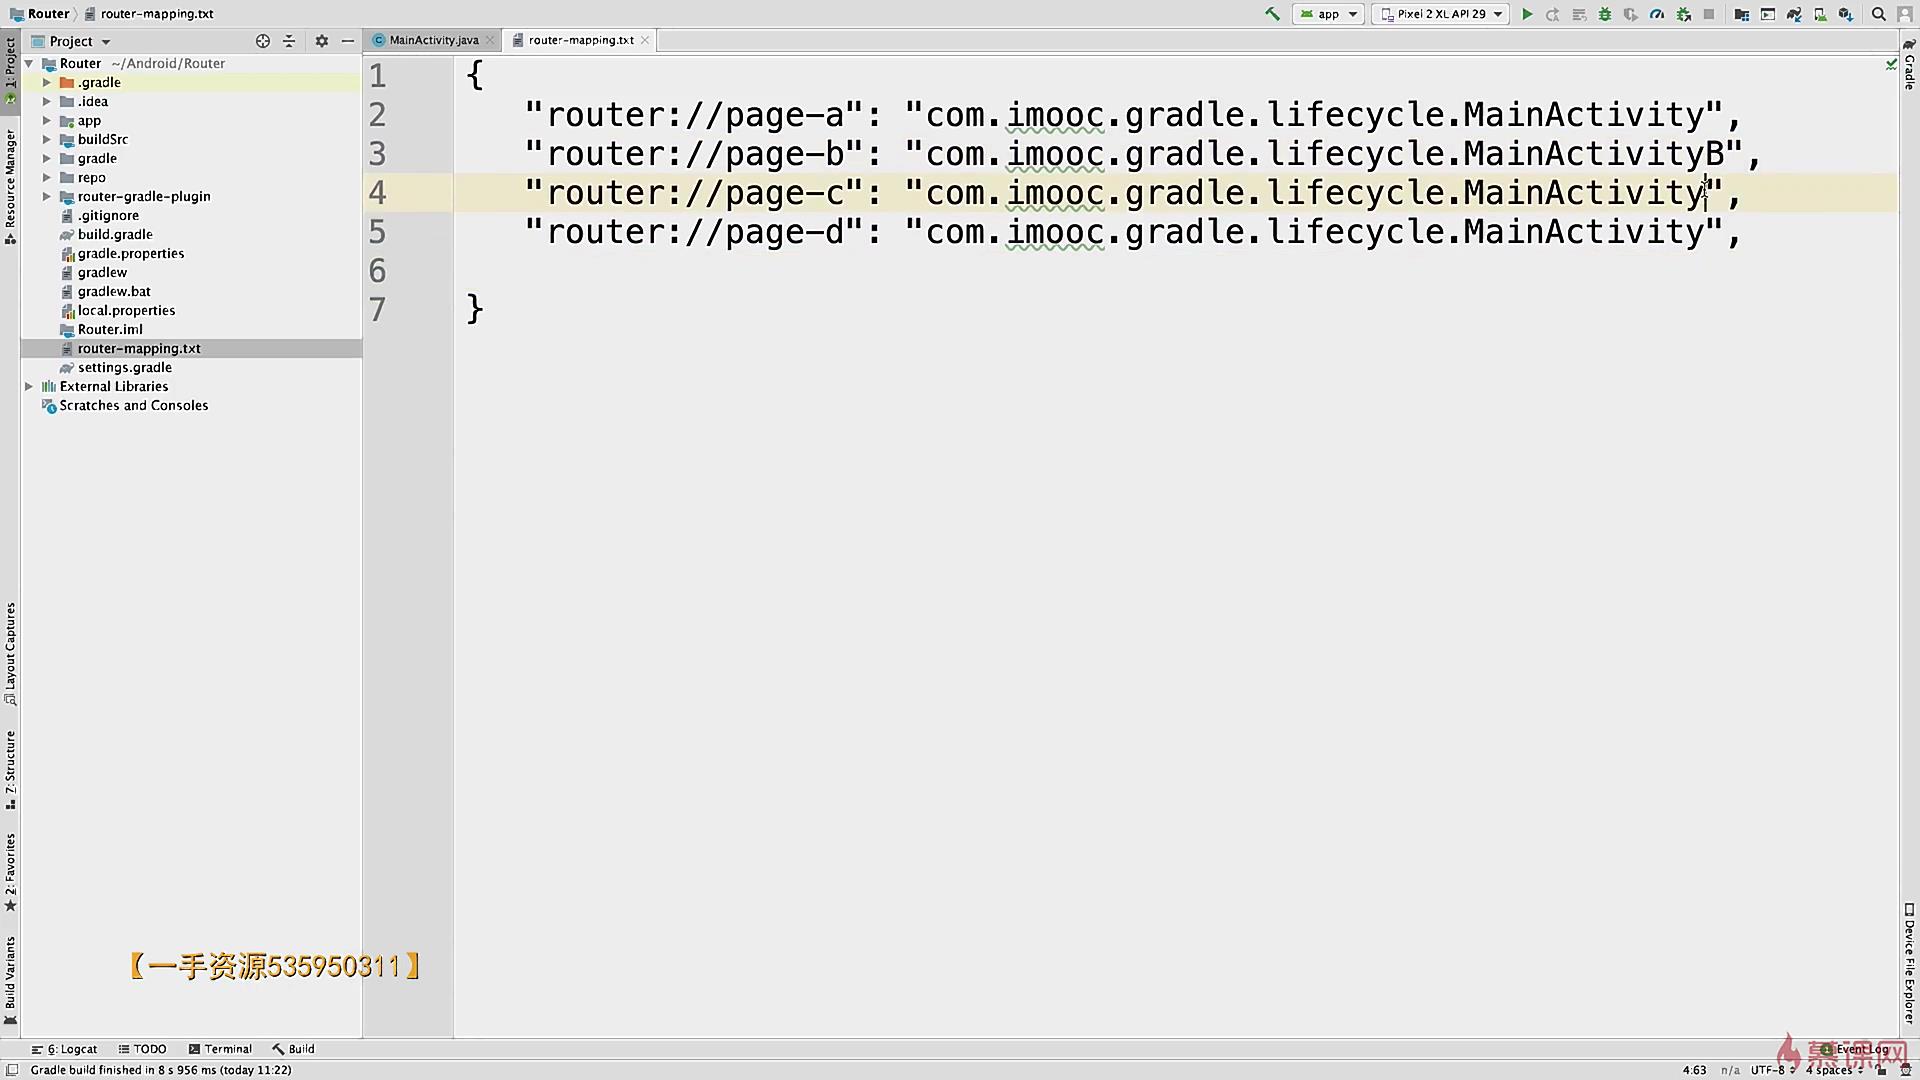 Router
router-mapping.txt
app
Pixel 2 XL API 29
Project
MainActivity.java
router-mapping.txt
Router ~/Android/Router
.gradle
.idea
app
buildSrc
gradle
repo
router-gradle-plugin
.gitignore
build.gradle
gradle.properties
gradlew
gradlew.bat
local.properties
Router.iml
router-mapping.txt
settings.gradle
External Libraries
Scratches and Consoles
1: Project
Resource Manager
Layout Captures
7: Structure
2: Favorites
Build Variants
1 {
2 "router://page-a": "com.imooc.gradle.lifecycle.MainActivity",
3 "router://page-b": "com.imooc.gradle.lifecycle.MainActivityB",
4 "router://page-c": "com.imooc.gradle.lifecycle.MainActivity",
5 "router://page-d": "com.imooc.gradle.lifecycle.MainActivity",
6
7 }
Gradle
Device File Explorer
【一手资源535950311】
6: Logcat
TODO
Terminal
Build
Event Log
慕课网
Gradle build finished in 8 s 956 ms (today 11:22)
4:63 n/a UTF-8 4 spaces